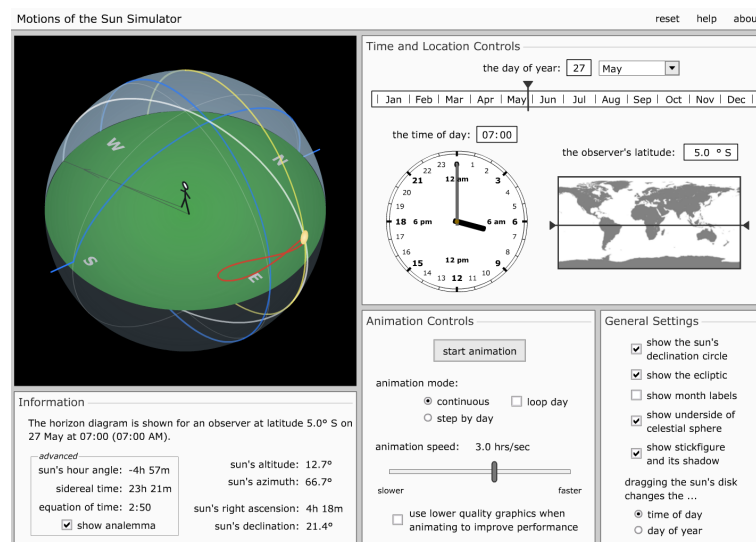 Motions of the Sun Simulator
reset help abou
W
N
S
E
Time and Location Controls
the day of year: 27 May
Jan | Feb | Mar | Apr | May | Jun | Jul | Aug | Sep | Oct | Nov | Dec
the time of day: 07:00
23 24 1
22 2
21 12 am 3
20 4
19 5
18 6 pm 6 am 6
17 7
16 8
15 12 pm 9
14 13 12 11 10
the observer's latitude: 5.0 ° S
Animation Controls
start animation
animation mode:
continuous loop day
step by day
animation speed: 3.0 hrs/sec
slower faster
use lower quality graphics when
animating to improve performance
General Settings
show the sun's
declination circle
show the ecliptic
show month labels
show underside of
celestial sphere
show stickfigure
and its shadow
dragging the sun's disk
changes the ...
time of day
day of year
Information
The horizon diagram is shown for an observer at latitude 5.0° S on
27 May at 07:00 (07:00 AM).
advanced
sun's hour angle: -4h 57m
sidereal time: 23h 21m
equation of time: 2:50
show analemma
sun's altitude: 12.7°
sun's azimuth: 66.7°
sun's right ascension: 4h 18m
sun's declination: 21.4°